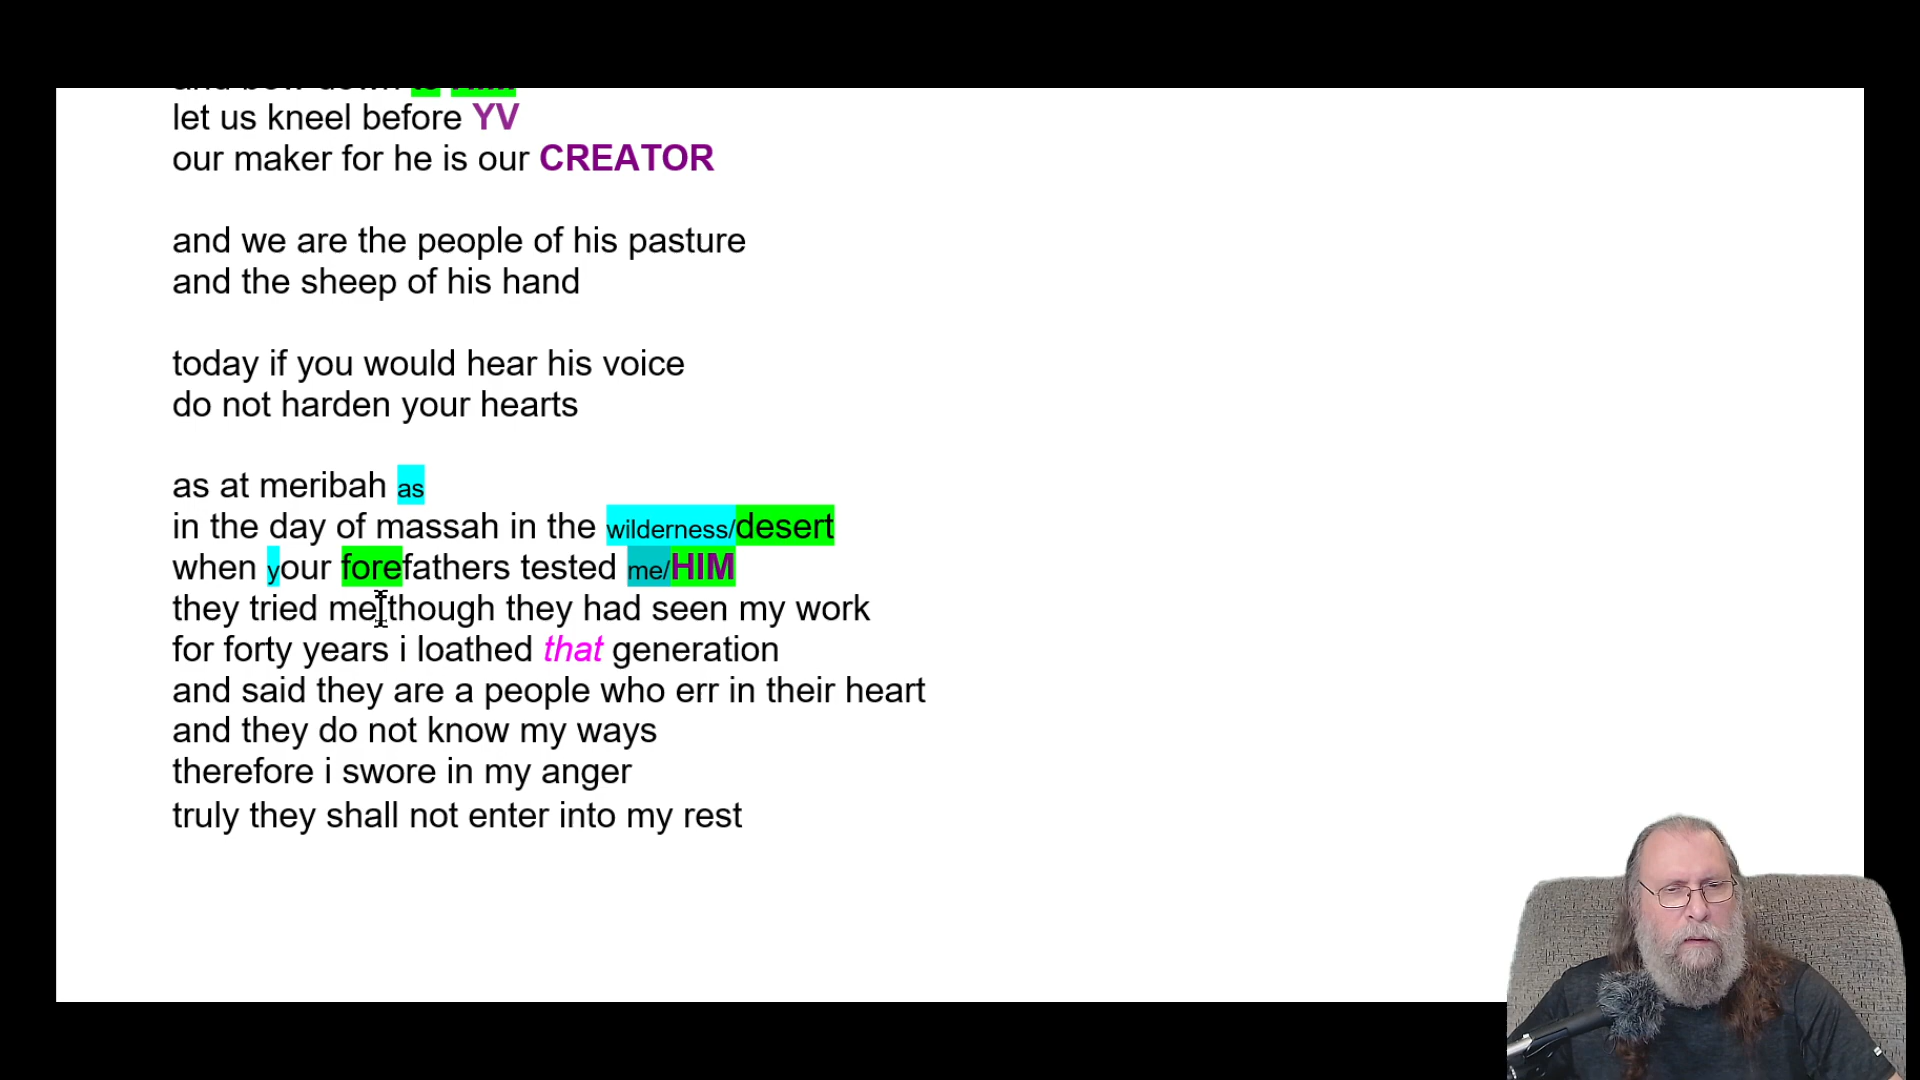 let us kneel before YV
our maker for he is our CREATOR
and we are the people of his pasture
and the sheep of his hand
today if you would hear his voice
do not harden your hearts
as at meribah as
in the day of massah in the wilderness/desert
when your forefathers tested me/HIM
they tried me though they had seen my work
for forty years i loathed that generation
and said they are a people who err in their heart
and they do not know my ways
therefore i swore in my anger
truly they shall not enter into my rest